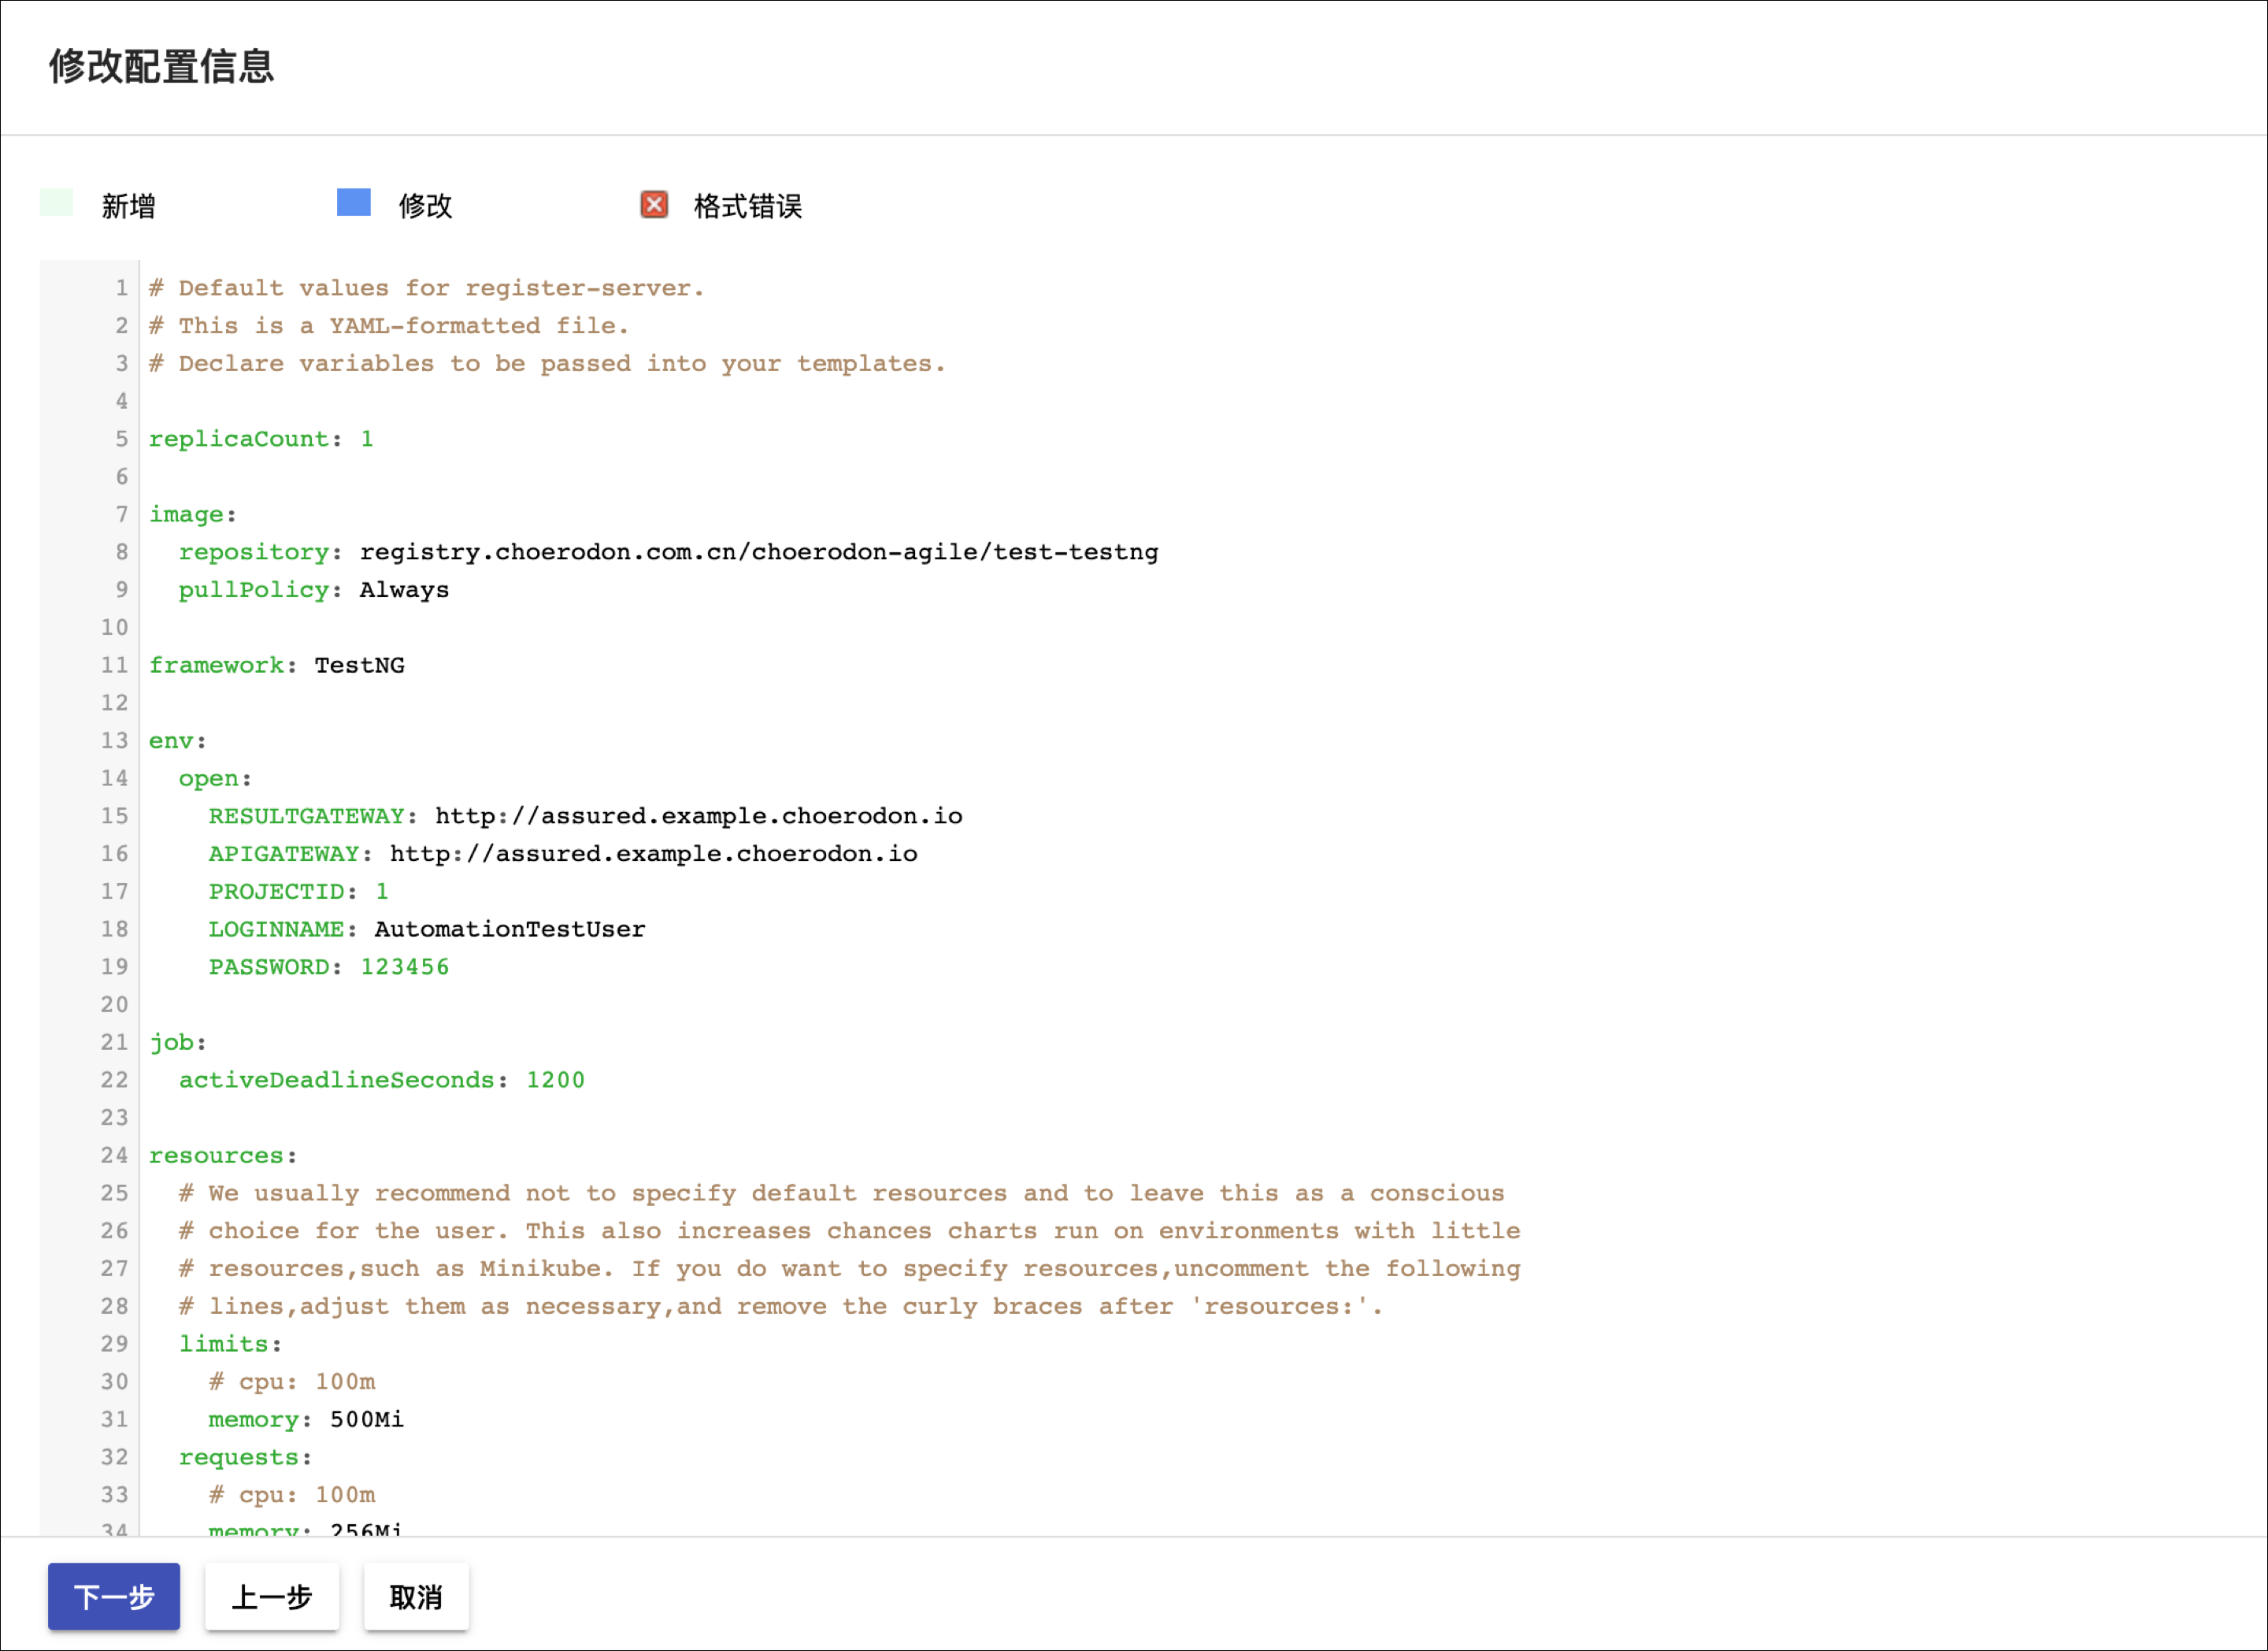 修改配置信息
新增 修改 格式错误
1 # Default values for register-server.
2 # This is a YAML-formatted file.
3 # Declare variables to be passed into your templates.
4
5 replicaCount: 1
6
7 image:
8   repository: registry.choerodon.com.cn/choerodon-agile/test-testng
9   pullPolicy: Always
10
11 framework: TestNG
12
13 env:
14   open:
15     RESULTGATEWAY: http://assured.example.choerodon.io
16     APIGATEWAY: http://assured.example.choerodon.io
17     PROJECTID: 1
18     LOGINNAME: AutomationTestUser
19     PASSWORD: 123456
20
21 job:
22   activeDeadlineSeconds: 1200
23
24 resources:
25   # We usually recommend not to specify default resources and to leave this as a conscious
26   # choice for the user. This also increases chances charts run on environments with little
27   # resources,such as Minikube. If you do want to specify resources,uncomment the following
28   # lines,adjust them as necessary,and remove the curly braces after 'resources:'.
29   limits:
30     # cpu: 100m
31     memory: 500Mi
32   requests:
33     # cpu: 100m
34     memory: 256Mi
下一步 上一步 取消